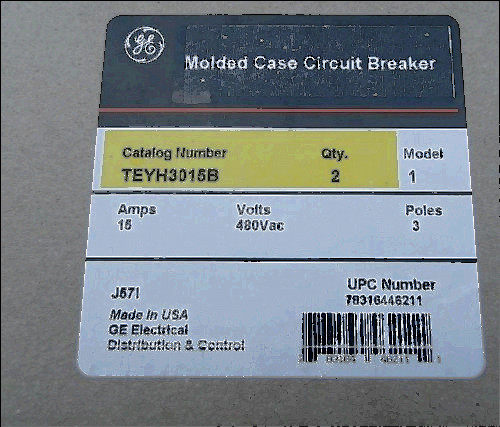 GE
Molded Case Circuit Breaker
Catalog Number Qty. Model
TEYH3015B 2 1
Amps Volts Poles
15 480Vac 3
J57I
UPC Number
78316446211
Made in USA
GE Electrical
Distribution & Control